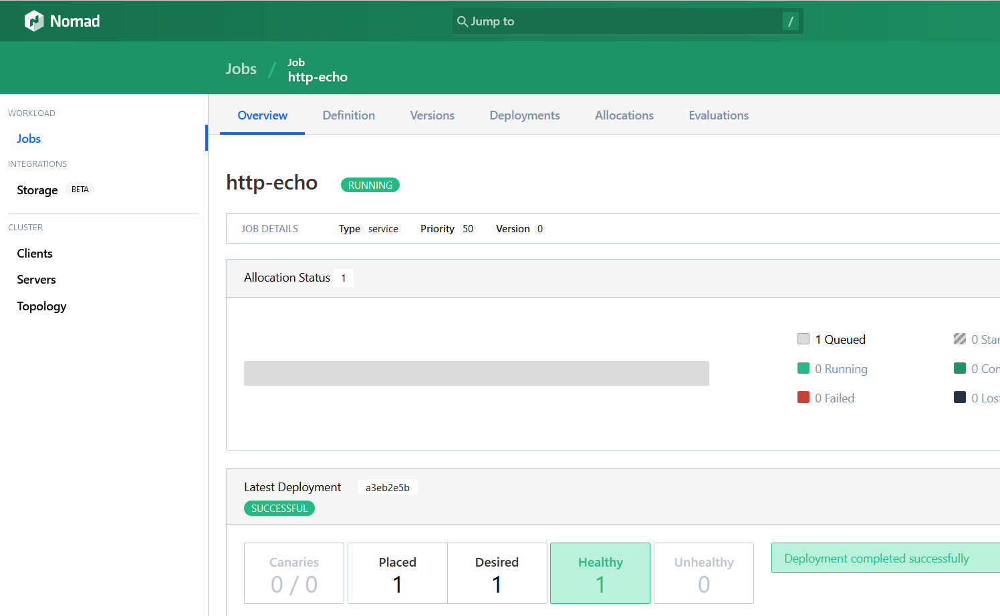 Nomad
Jump to /
Jobs / Job
http-echo
WORKLOAD
Jobs
INTEGRATIONS
Storage BETA
CLUSTER
Clients
Servers
Topology
Overview Definition Versions Deployments Allocations Evaluations
http-echo RUNNING
JOB DETAILS Type service Priority 50 Version 0
Allocation Status 1
1 Queued 0 Star
0 Running 0 Com
0 Failed 0 Lost
Latest Deployment a3eb2e5b
SUCCESSFUL
Canaries Placed Desired Healthy Unhealthy
0 / 0 1 1 1 0
Deployment completed successfully